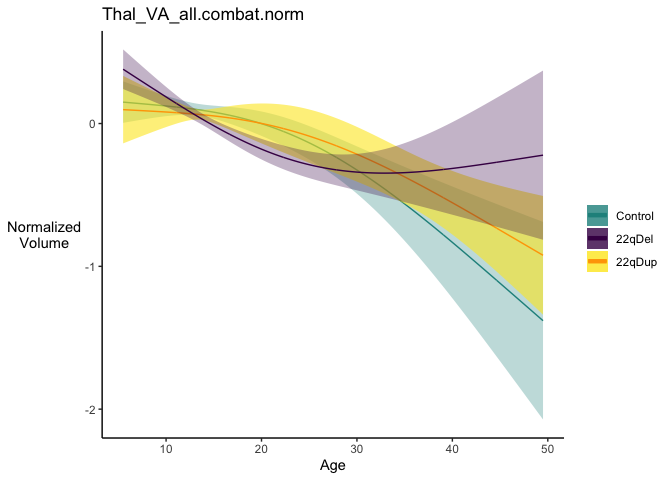 Thal_VA_all.combat.norm
0
-1
-2
Normalized
Volume
10
20
30
40
50
Age
Control
22qDel
22qDup